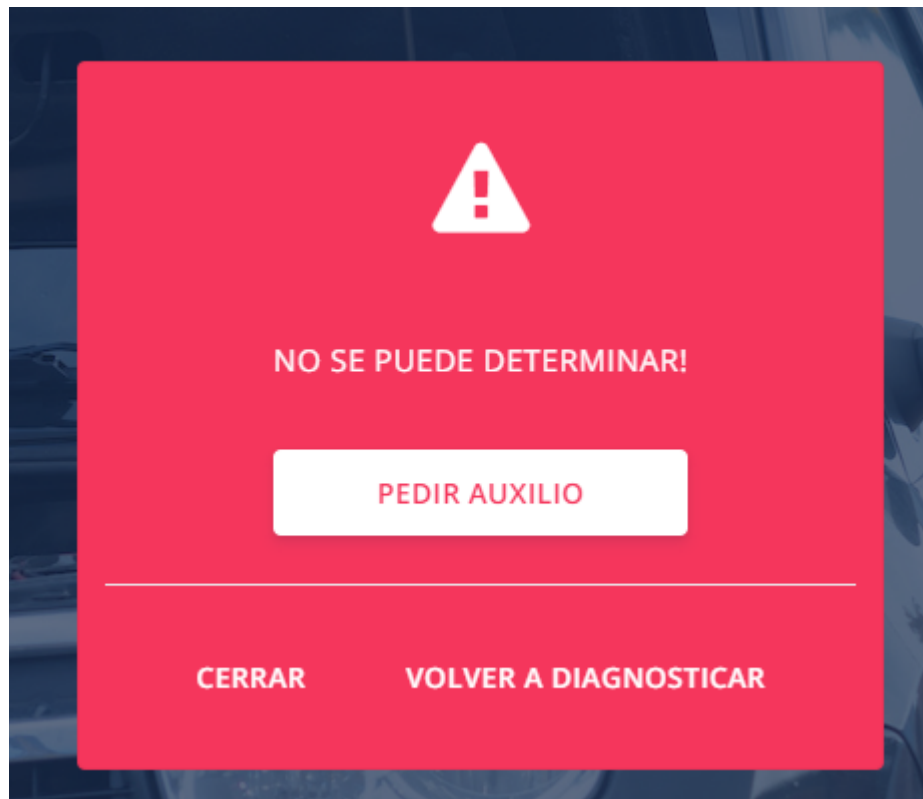 NO SE PUEDE DETERMINAR!
PEDIR AUXILIO
CERRAR VOLVER A DIAGNOSTICAR